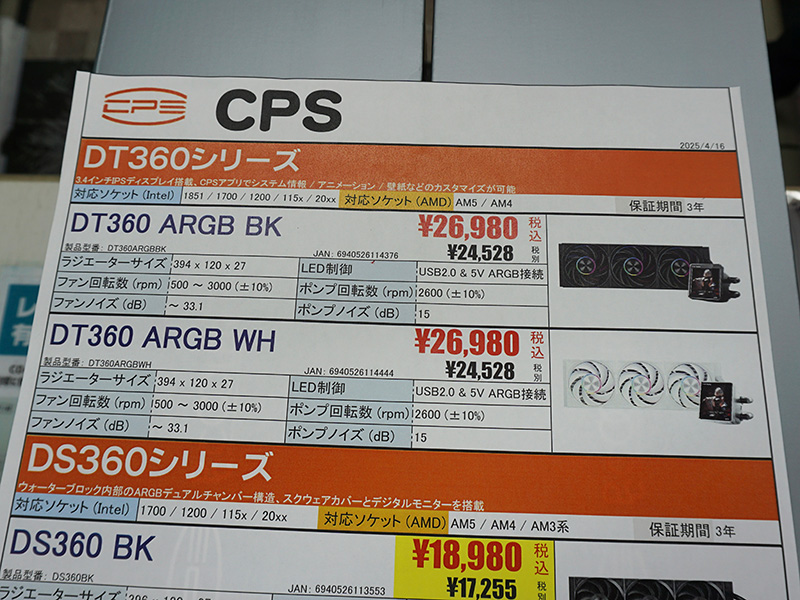 CPS CPS
2025/4/16
DT360シリーズ
3.4インチIPSディスプレイ搭載、CPSアプリでシステム情報 / アニメーション / 壁紙などのカスタマイズが可能
対応ソケット(Intel) 1851 / 1700 / 1200 / 115x / 20xx 対応ソケット(AMD) AM5 / AM4 保証期間 3年
DT360 ARGB BK ¥26,980 税込
¥24,528 税別
製品型番: DT360ARGBBK JAN: 6940526114376
ラジエーターサイズ 394 x 120 x 27 LED制御 USB2.0 & 5V ARGB接続
ファン回転数 (rpm) 500 ～ 3000 (±10%) ポンプ回転数 (rpm) 2600 (±10%)
ファンノイズ (dB) ～ 33.1 ポンプノイズ (dB) 15
DT360 ARGB WH ¥26,980 税込
¥24,528 税別
製品型番: DT360ARGBWH JAN: 6940526114444
ラジエーターサイズ 394 x 120 x 27 LED制御 USB2.0 & 5V ARGB接続
ファン回転数 (rpm) 500 ～ 3000 (±10%) ポンプ回転数 (rpm) 2600 (±10%)
ファンノイズ (dB) ～ 33.1 ポンプノイズ (dB) 15
DS360シリーズ
ウォーターブロック内部のARGBデュアルチャンバー構造、スクウェアカバーとデジタルモニターを搭載
対応ソケット(Intel) 1700 / 1200 / 115x / 20xx 対応ソケット(AMD) AM5 / AM4 / AM3系 保証期間 3年
DS360 BK ¥18,980 税込
¥17,255 税別
製品型番: DS360BK JAN: 6940526113553
ラジエーターサイズ